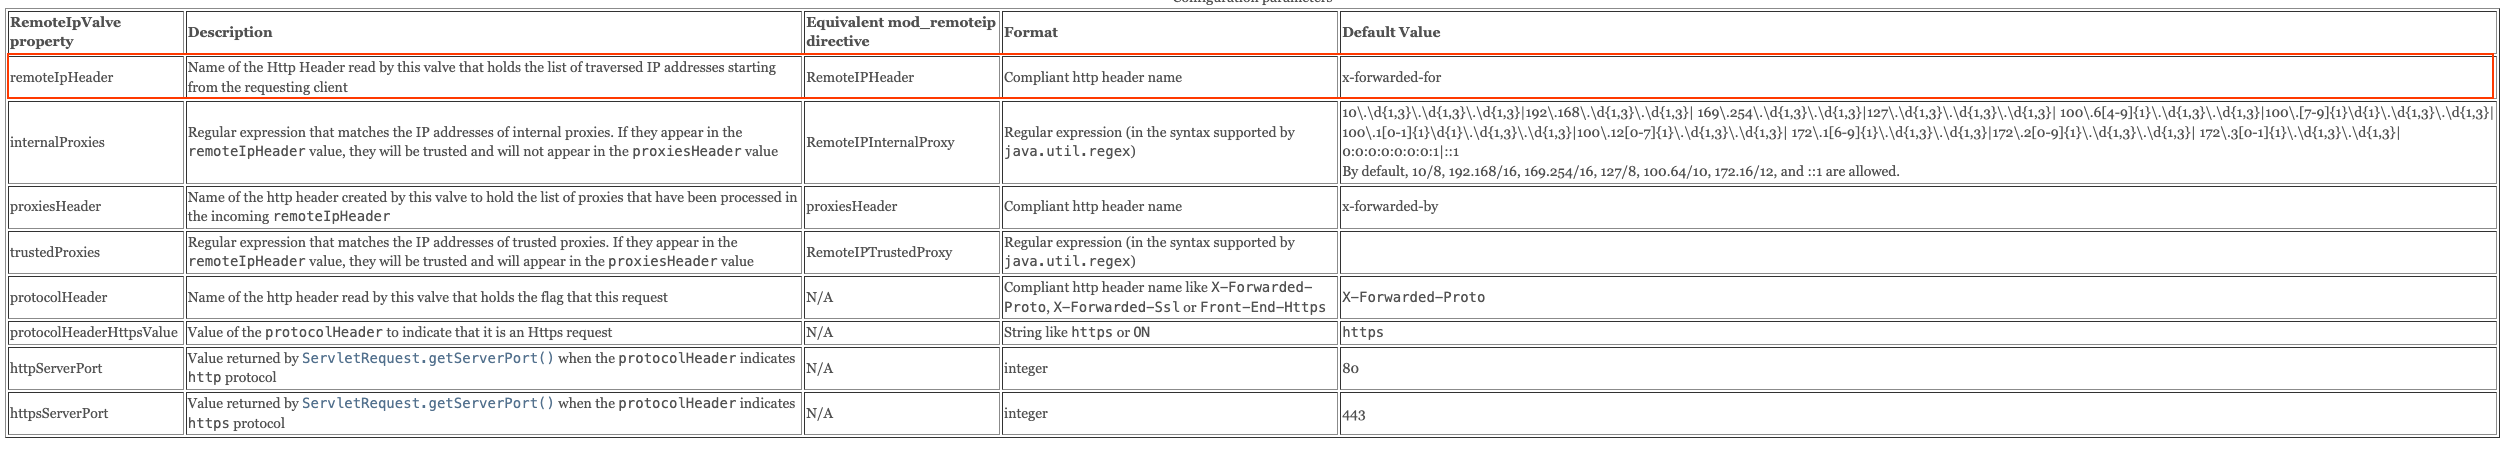 Configuration parameters
RemoteIpValve
property
Description
Equivalent mod_remoteip
directive
Format
Default Value
remoteIpHeader
Name of the Http Header read by this valve that holds the list of traversed IP addresses starting
from the requesting client
RemoteIPHeader
Compliant http header name
x-forwarded-for
internalProxies
Regular expression that matches the IP addresses of internal proxies. If they appear in the
remoteIpHeader value, they will be trusted and will not appear in the proxiesHeader value
RemoteIPInternalProxy
Regular expression (in the syntax supported by
java.util.regex)
10\.\d{1,3}\.\d{1,3}\.\d{1,3}|192\.168\.\d{1,3}\.\d{1,3}| 169\.254\.\d{1,3}\.\d{1,3}|127\.\d{1,3}\.\d{1,3}\.\d{1,3}| 100\.6[4-9]{1}\.\d{1,3}\.\d{1,3}|100\.[7-9]{1}\d{1}\.\d{1,3}\.\d{1,3}|
100\.1[0-1]{1}\d{1}\.\d{1,3}\.\d{1,3}|100\.12[0-7]{1}\.\d{1,3}\.\d{1,3}| 172\.1[6-9]{1}\.\d{1,3}\.\d{1,3}|172\.2[0-9]{1}\.\d{1,3}\.\d{1,3}| 172\.3[0-1]{1}\.\d{1,3}\.\d{1,3}|
0:0:0:0:0:0:0:1|::1
By default, 10/8, 192.168/16, 169.254/16, 127/8, 100.64/10, 172.16/12, and ::1 are allowed.
proxiesHeader
Name of the http header created by this valve to hold the list of proxies that have been processed in
the incoming remoteIpHeader
proxiesHeader
Compliant http header name
x-forwarded-by
trustedProxies
Regular expression that matches the IP addresses of trusted proxies. If they appear in the
remoteIpHeader value, they will be trusted and will appear in the proxiesHeader value
RemoteIPTrustedProxy
Regular expression (in the syntax supported by
java.util.regex)
protocolHeader
Name of the http header read by this valve that holds the flag that this request
N/A
Compliant http header name like X-Forwarded-
Proto, X-Forwarded-Ssl or Front-End-Https
X-Forwarded-Proto
protocolHeaderHttpsValue
Value of the protocolHeader to indicate that it is an Https request
N/A
String like https or ON
https
httpServerPort
Value returned by ServletRequest.getServerPort() when the protocolHeader indicates
http protocol
N/A
integer
80
httpsServerPort
Value returned by ServletRequest.getServerPort() when the protocolHeader indicates
https protocol
N/A
integer
443